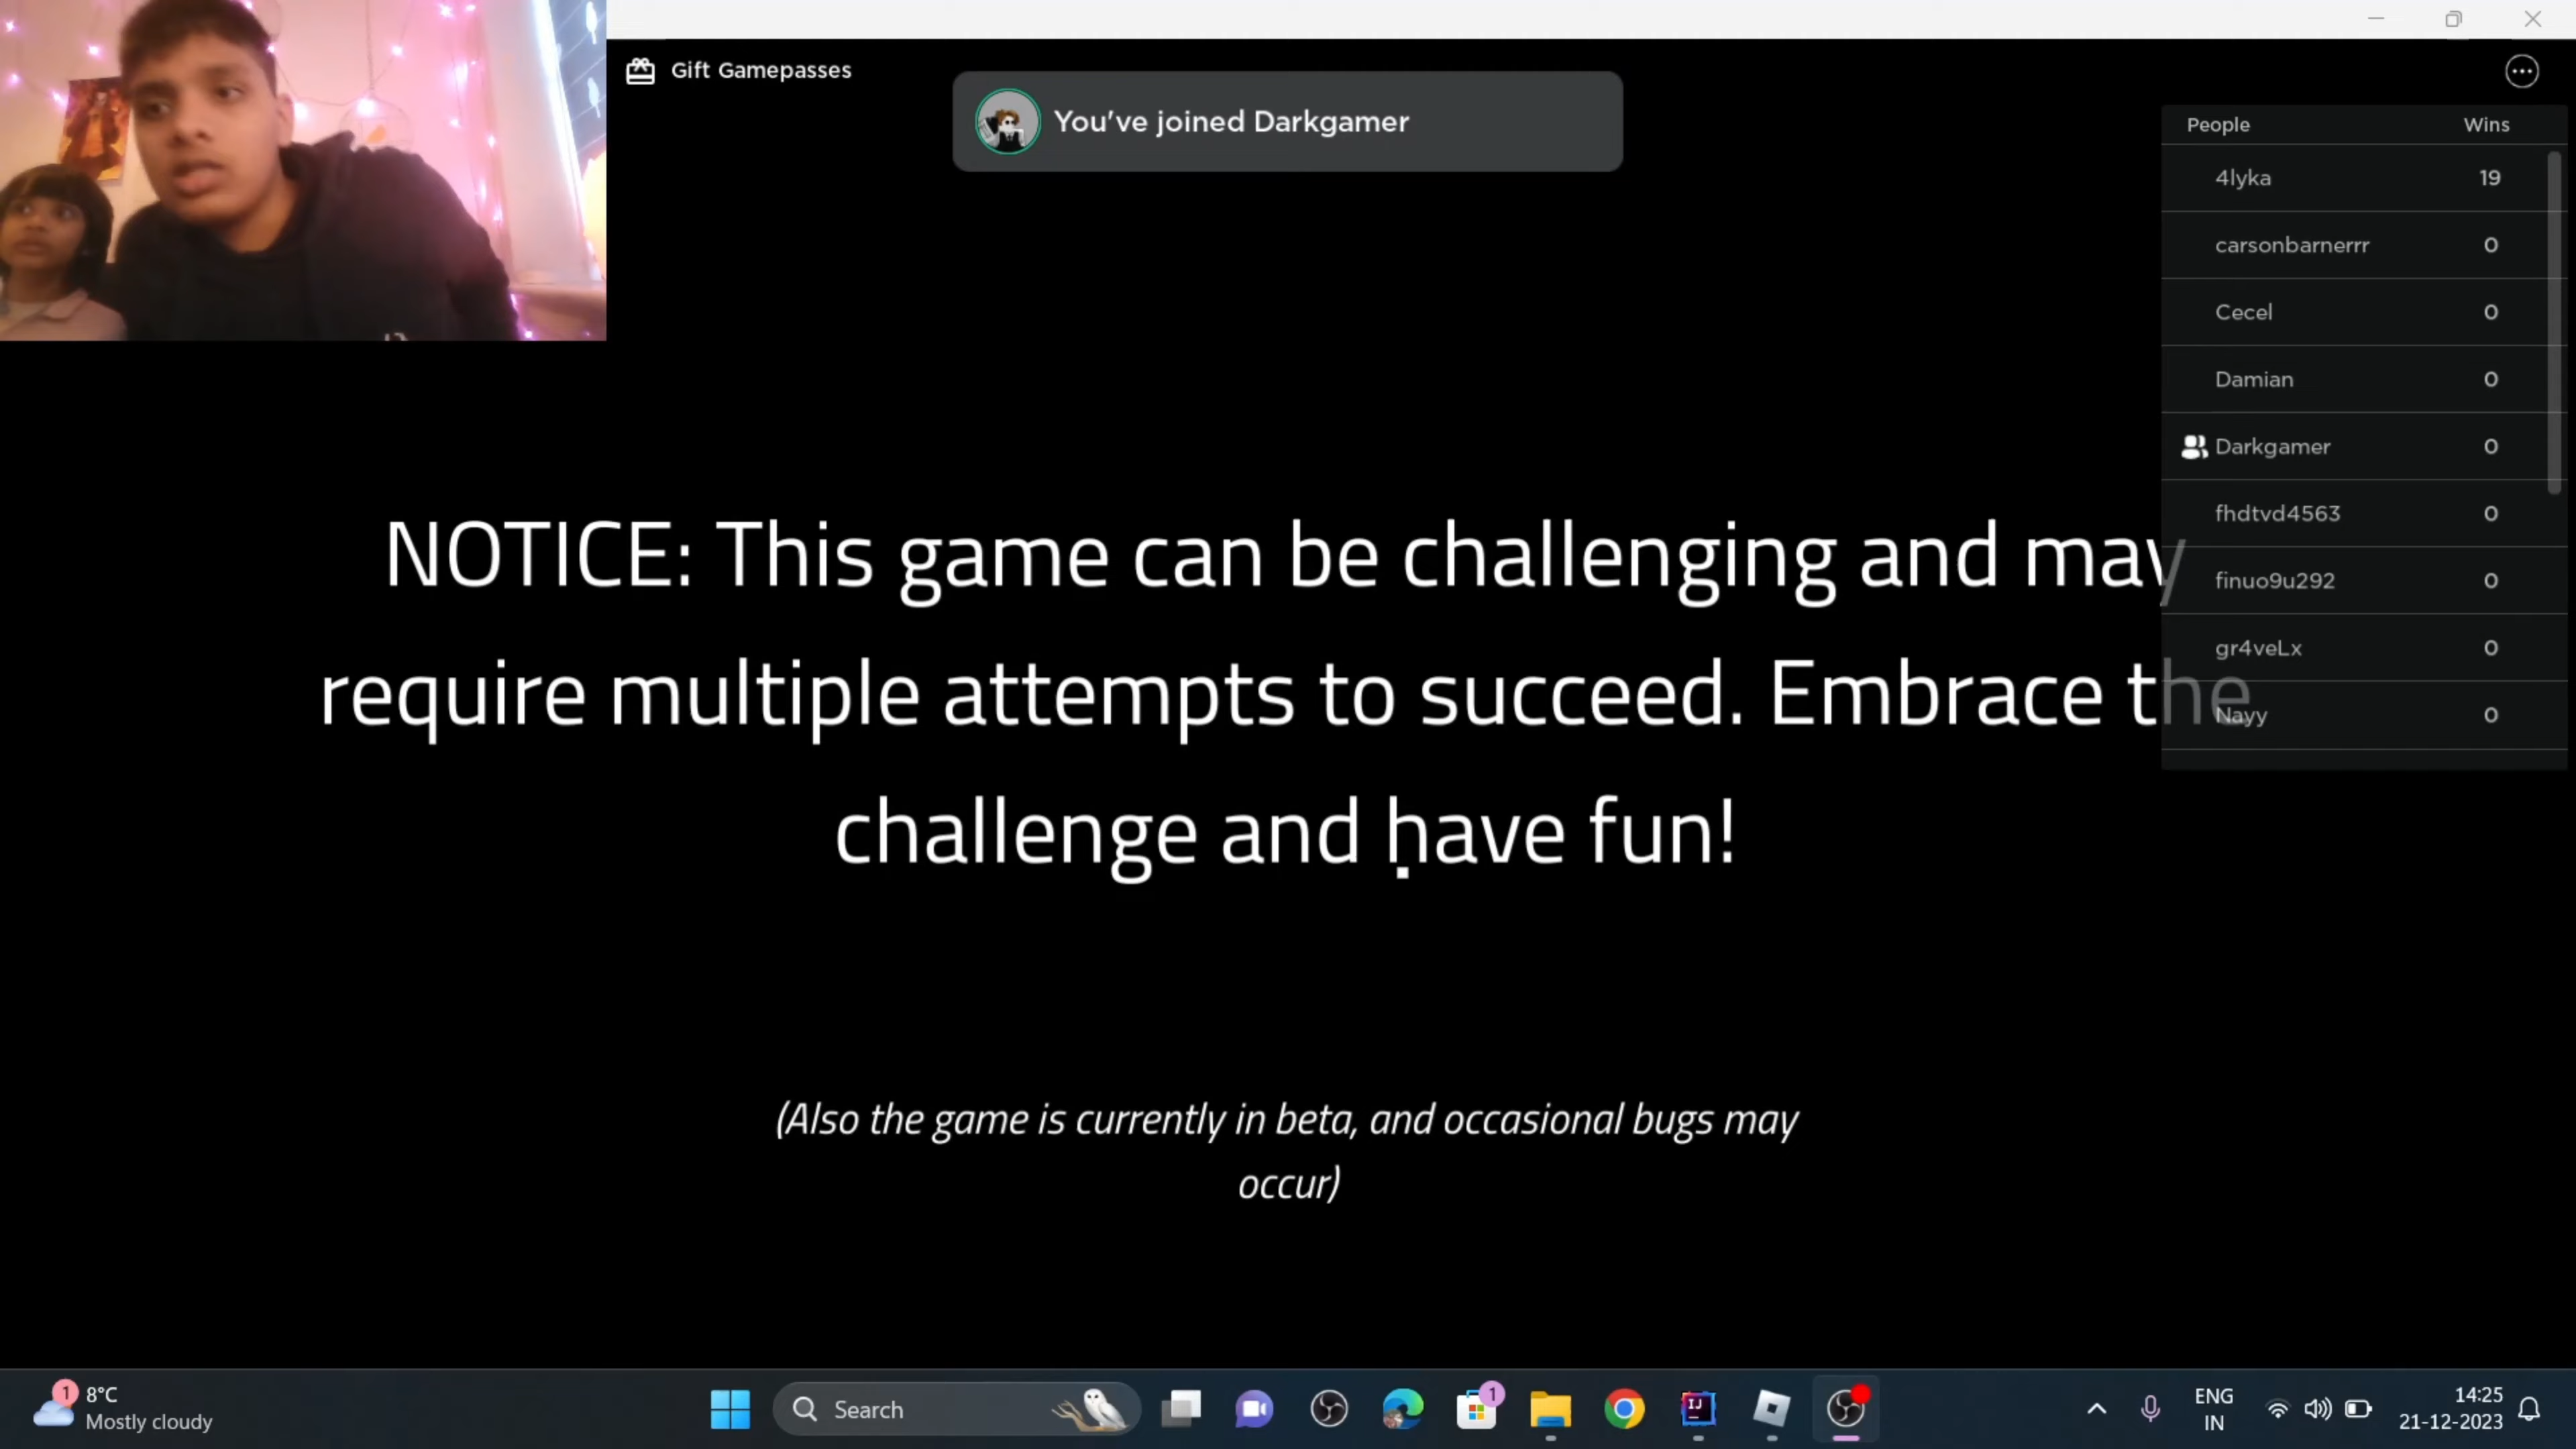 Gift Gamepasses
You've joined Darkgamer
People Wins
4lyka 19
carsonbarnerrr 0
Cecel 0
Damian 0
Darkgamer 0
fhdtvd4563 0
finuo9u292 0
gr4veLx 0
Nayy 0
NOTICE: This game can be challenging and may
require multiple attempts to succeed. Embrace the
challenge and have fun!
(Also the game is currently in beta, and occasional bugs may
occur)
1
8°C
Mostly cloudy
Search
1
IJ
ENG
IN
14:25
21-12-2023